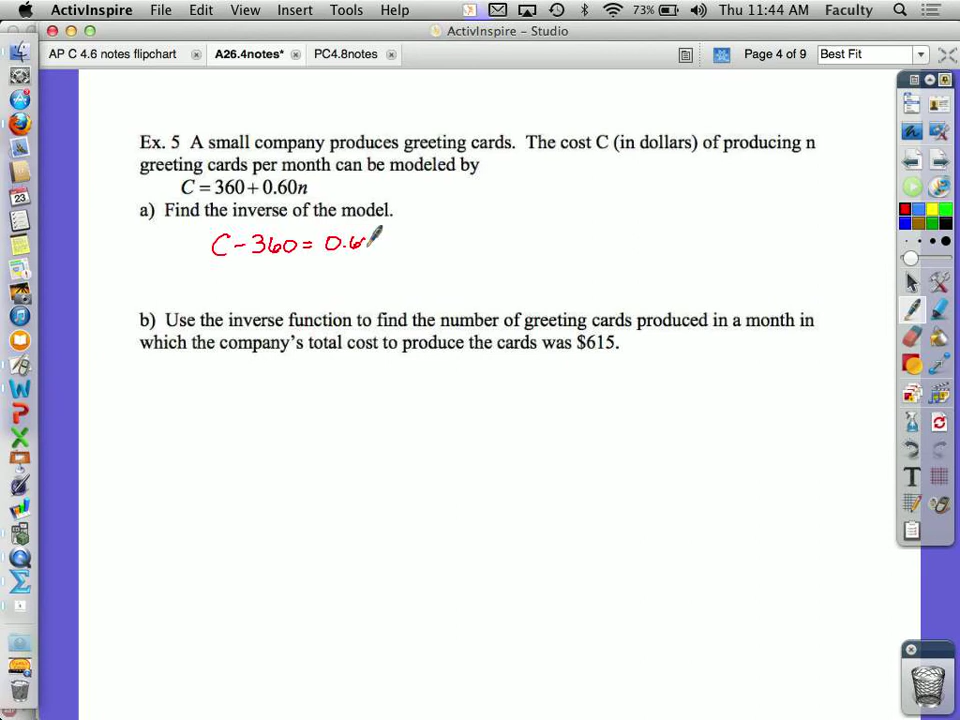 ActivInspire File Edit View Insert Tools Help 73% Thu 11:44 AM Faculty
ActivInspire - Studio
AP C 4.6 notes flipchart A26.4notes* PC4.8notes Page 4 of 9 Best Fit
Ex. 5 A small company produces greeting cards. The cost C (in dollars) of producing n
greeting cards per month can be modeled by
C = 360 + 0.60n
a) Find the inverse of the model.
C - 360 = 0.6
b) Use the inverse function to find the number of greeting cards produced in a month in
which the company's total cost to produce the cards was $615.